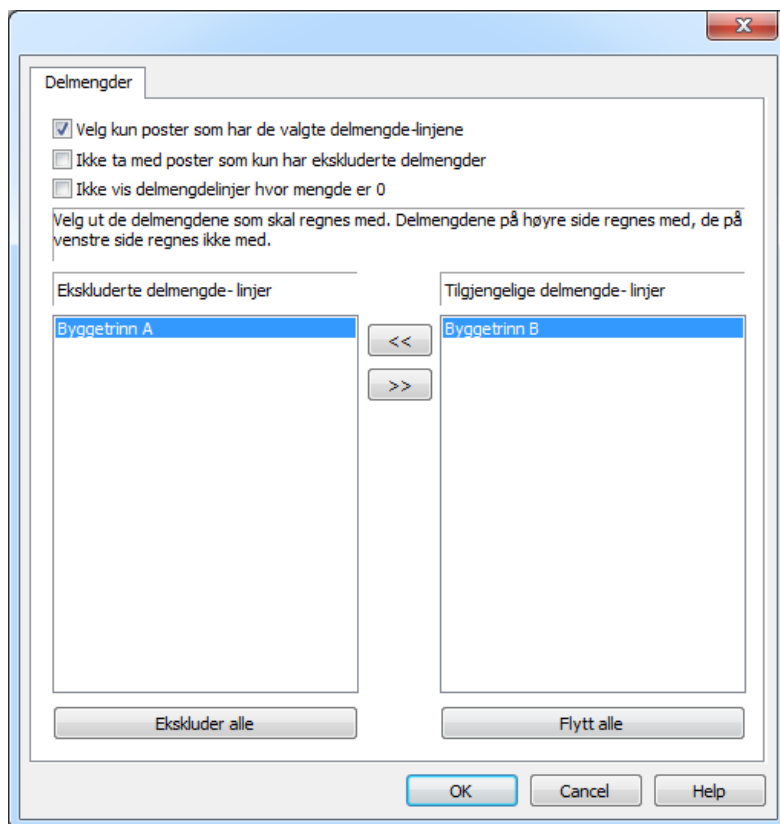 Delmengder
Velg kun poster som har de valgte delmengde-linjene
Ikke ta med poster som kun har ekskluderte delmengder
Ikke vis delmengdelinjer hvor mengde er 0
Velg ut de delmengdene som skal regnes med. Delmengdene på høyre side regnes med, de på
venstre side regnes ikke med.
Ekskluderte delmengde- linjer
Tilgjengelige delmengde- linjer
Byggetrinn A
<<
Byggetrinn B
>>
Ekskluder alle
Flytt alle
OK
Cancel
Help